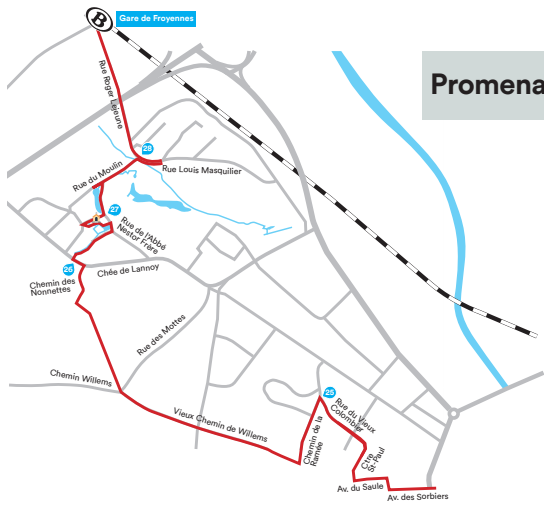 B
Gare de Froyennes
Promena
Rue Roger Lejeune
28
Rue Louis Masquilier
Rue du Moulin
27
Rue de l'Abbé
Nestor Frère
26
Chée de Lannoy
Chemin des
Nonnettes
Rue des Mottes
Chemin Willems
25
Rue du Vieux
Colombier
Vieux Chemin de Willems
Chemin de la
Ramée
Ctre
St-Paul
Av. du Saule
Av. des Sorbiers